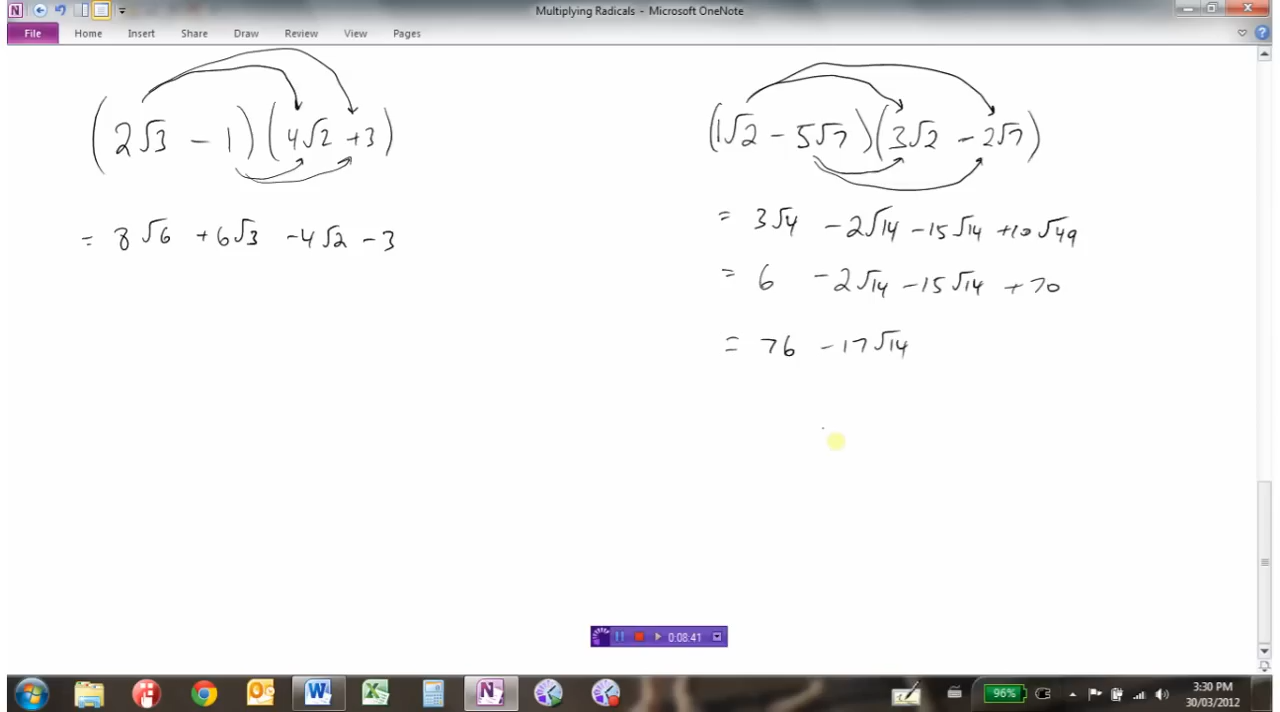 Multiplying Radicals - Microsoft OneNote
File Home Insert Share Draw Review View Pages
(2√3 - 1)(4√2 +3)
= 8√6 +6√3 -4√2 -3
(1√2 - 5√7)(3√2 - 2√7)
= 3√4 -2√14 -15√14 +10√49
= 6 -2√14 -15√14 +70
= 76 -17√14
0:08:41
96%
3:30 PM
30/03/2012